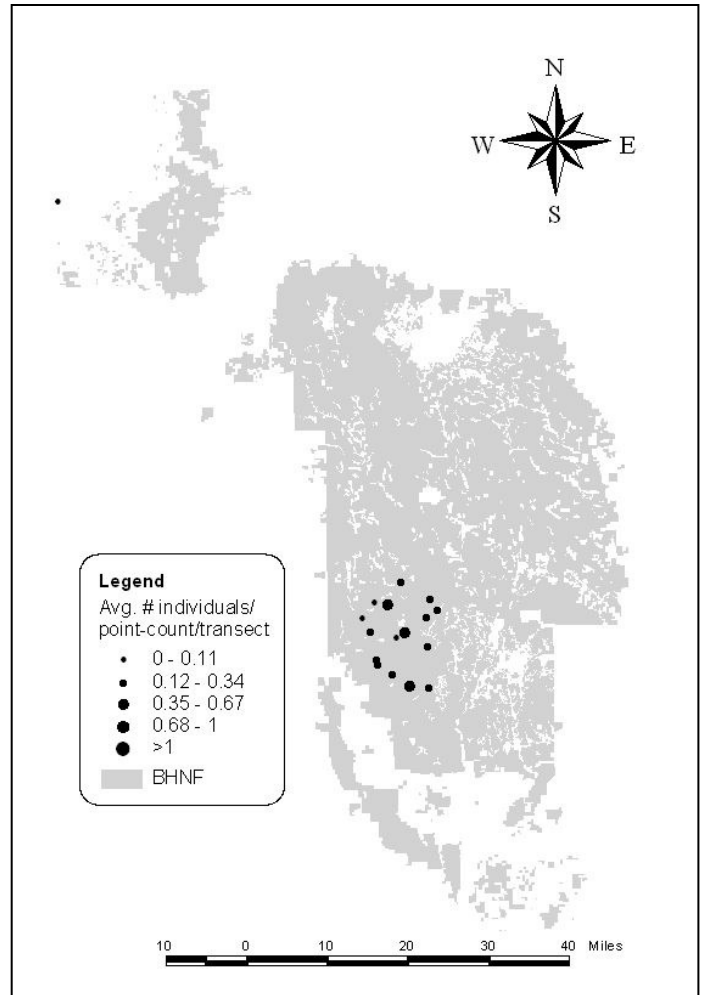 N
W E
S
Legend
Avg. # individuals/
point-count/transect
0 - 0.11
0.12 - 0.34
0.35 - 0.67
0.68 - 1
>1
BHNF
10 0 10 20 30 40 Miles